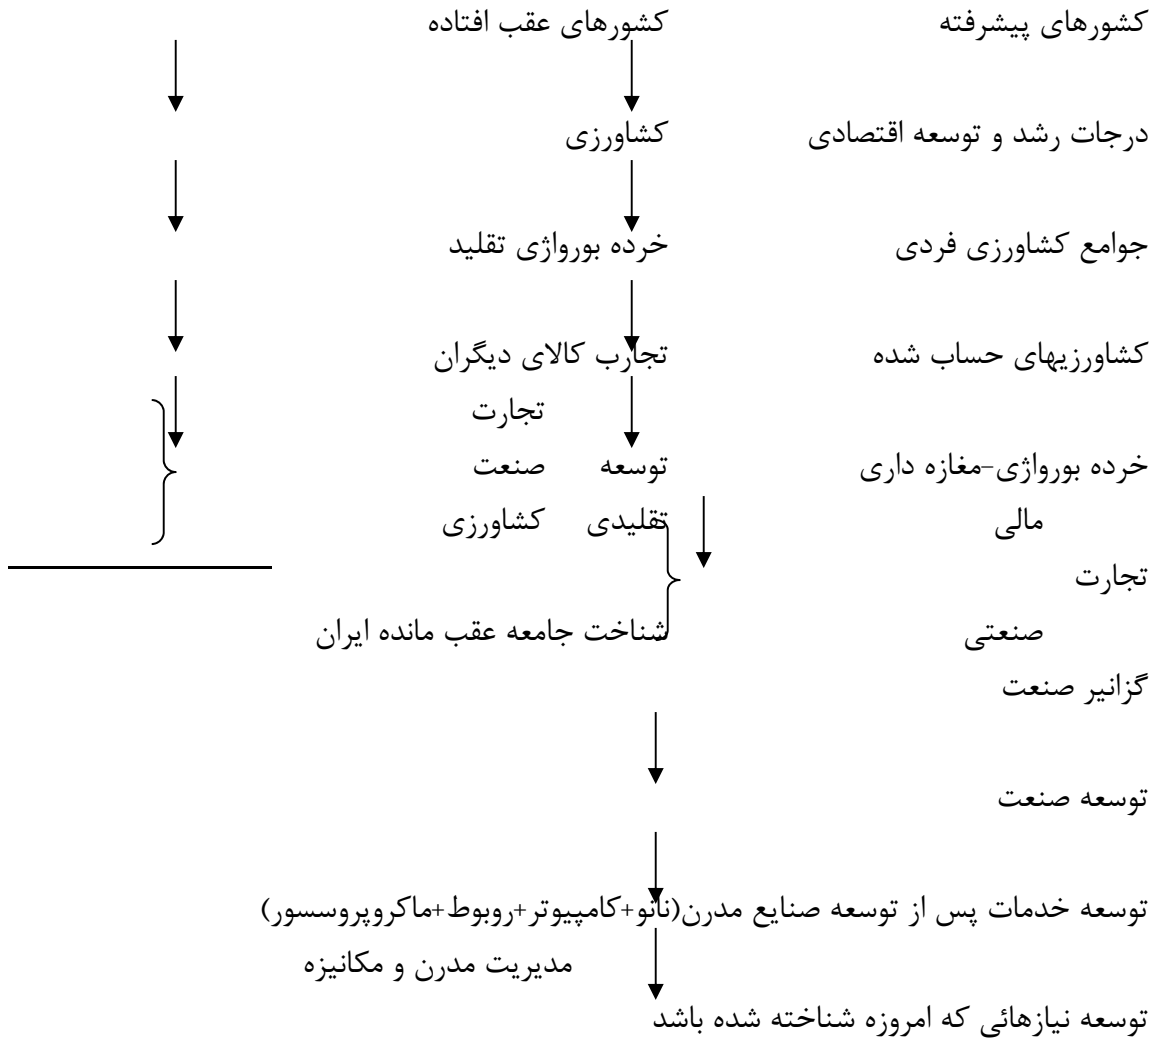 کشورهای پیشرفته کشورهای عقب افتاده
درجات رشد و توسعه اقتصادی کشاورزی
جوامع کشاورزی فردی خرده بورواژی تقلید
کشاورزیهای حساب شده تجارب کالای دیگران
تجارت
خرده بورواژی-مغازه داری توسعه صنعت
مالی تقلیدی کشاورزی
تجارت
صنعتی شناخت جامعه عقب مانده ایران
گزانیر صنعت
توسعه صنعت
توسعه خدمات پس از توسعه صنایع مدرن(نانو+کامپیوتر+روبوط+ماکروپروسسور)
مدیریت مدرن و مکانیزه
توسعه نیازهائی که امروزه شناخته شده باشد